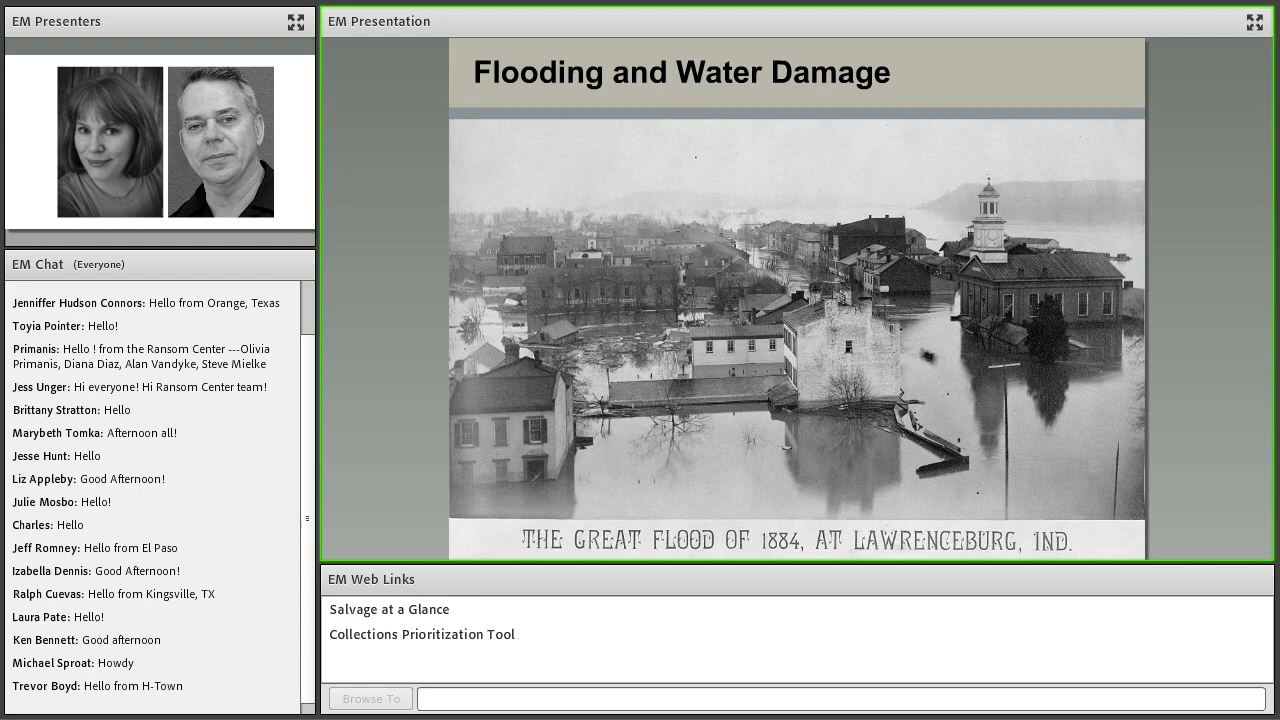 EM Presenters
EM Chat (Everyone)
Jenniffer Hudson Connors: Hello from Orange, Texas
Toyia Pointer: Hello!
Primanis: Hello ! from the Ransom Center ---Olivia
Primanis, Diana Diaz, Alan Vandyke, Steve Mielke
Jess Unger: Hi everyone! Hi Ransom Center team!
Brittany Stratton: Hello
Marybeth Tomka: Afternoon all!
Jesse Hunt: Hello
Liz Appleby: Good Afternoon!
Julie Mosbo: Hello!
Charles: Hello
Jeff Romney: Hello from El Paso
Izabella Dennis: Good Afternoon!
Ralph Cuevas: Hello from Kingsville, TX
Laura Pate: Hello!
Ken Bennett: Good afternoon
Michael Sproat: Howdy
Trevor Boyd: Hello from H-Town
EM Presentation
Flooding and Water Damage
THE GREAT FLOOD OF 1884, AT LAWRENCEBURG, IND.
EM Web Links
Salvage at a Glance
Collections Prioritization Tool
Browse To